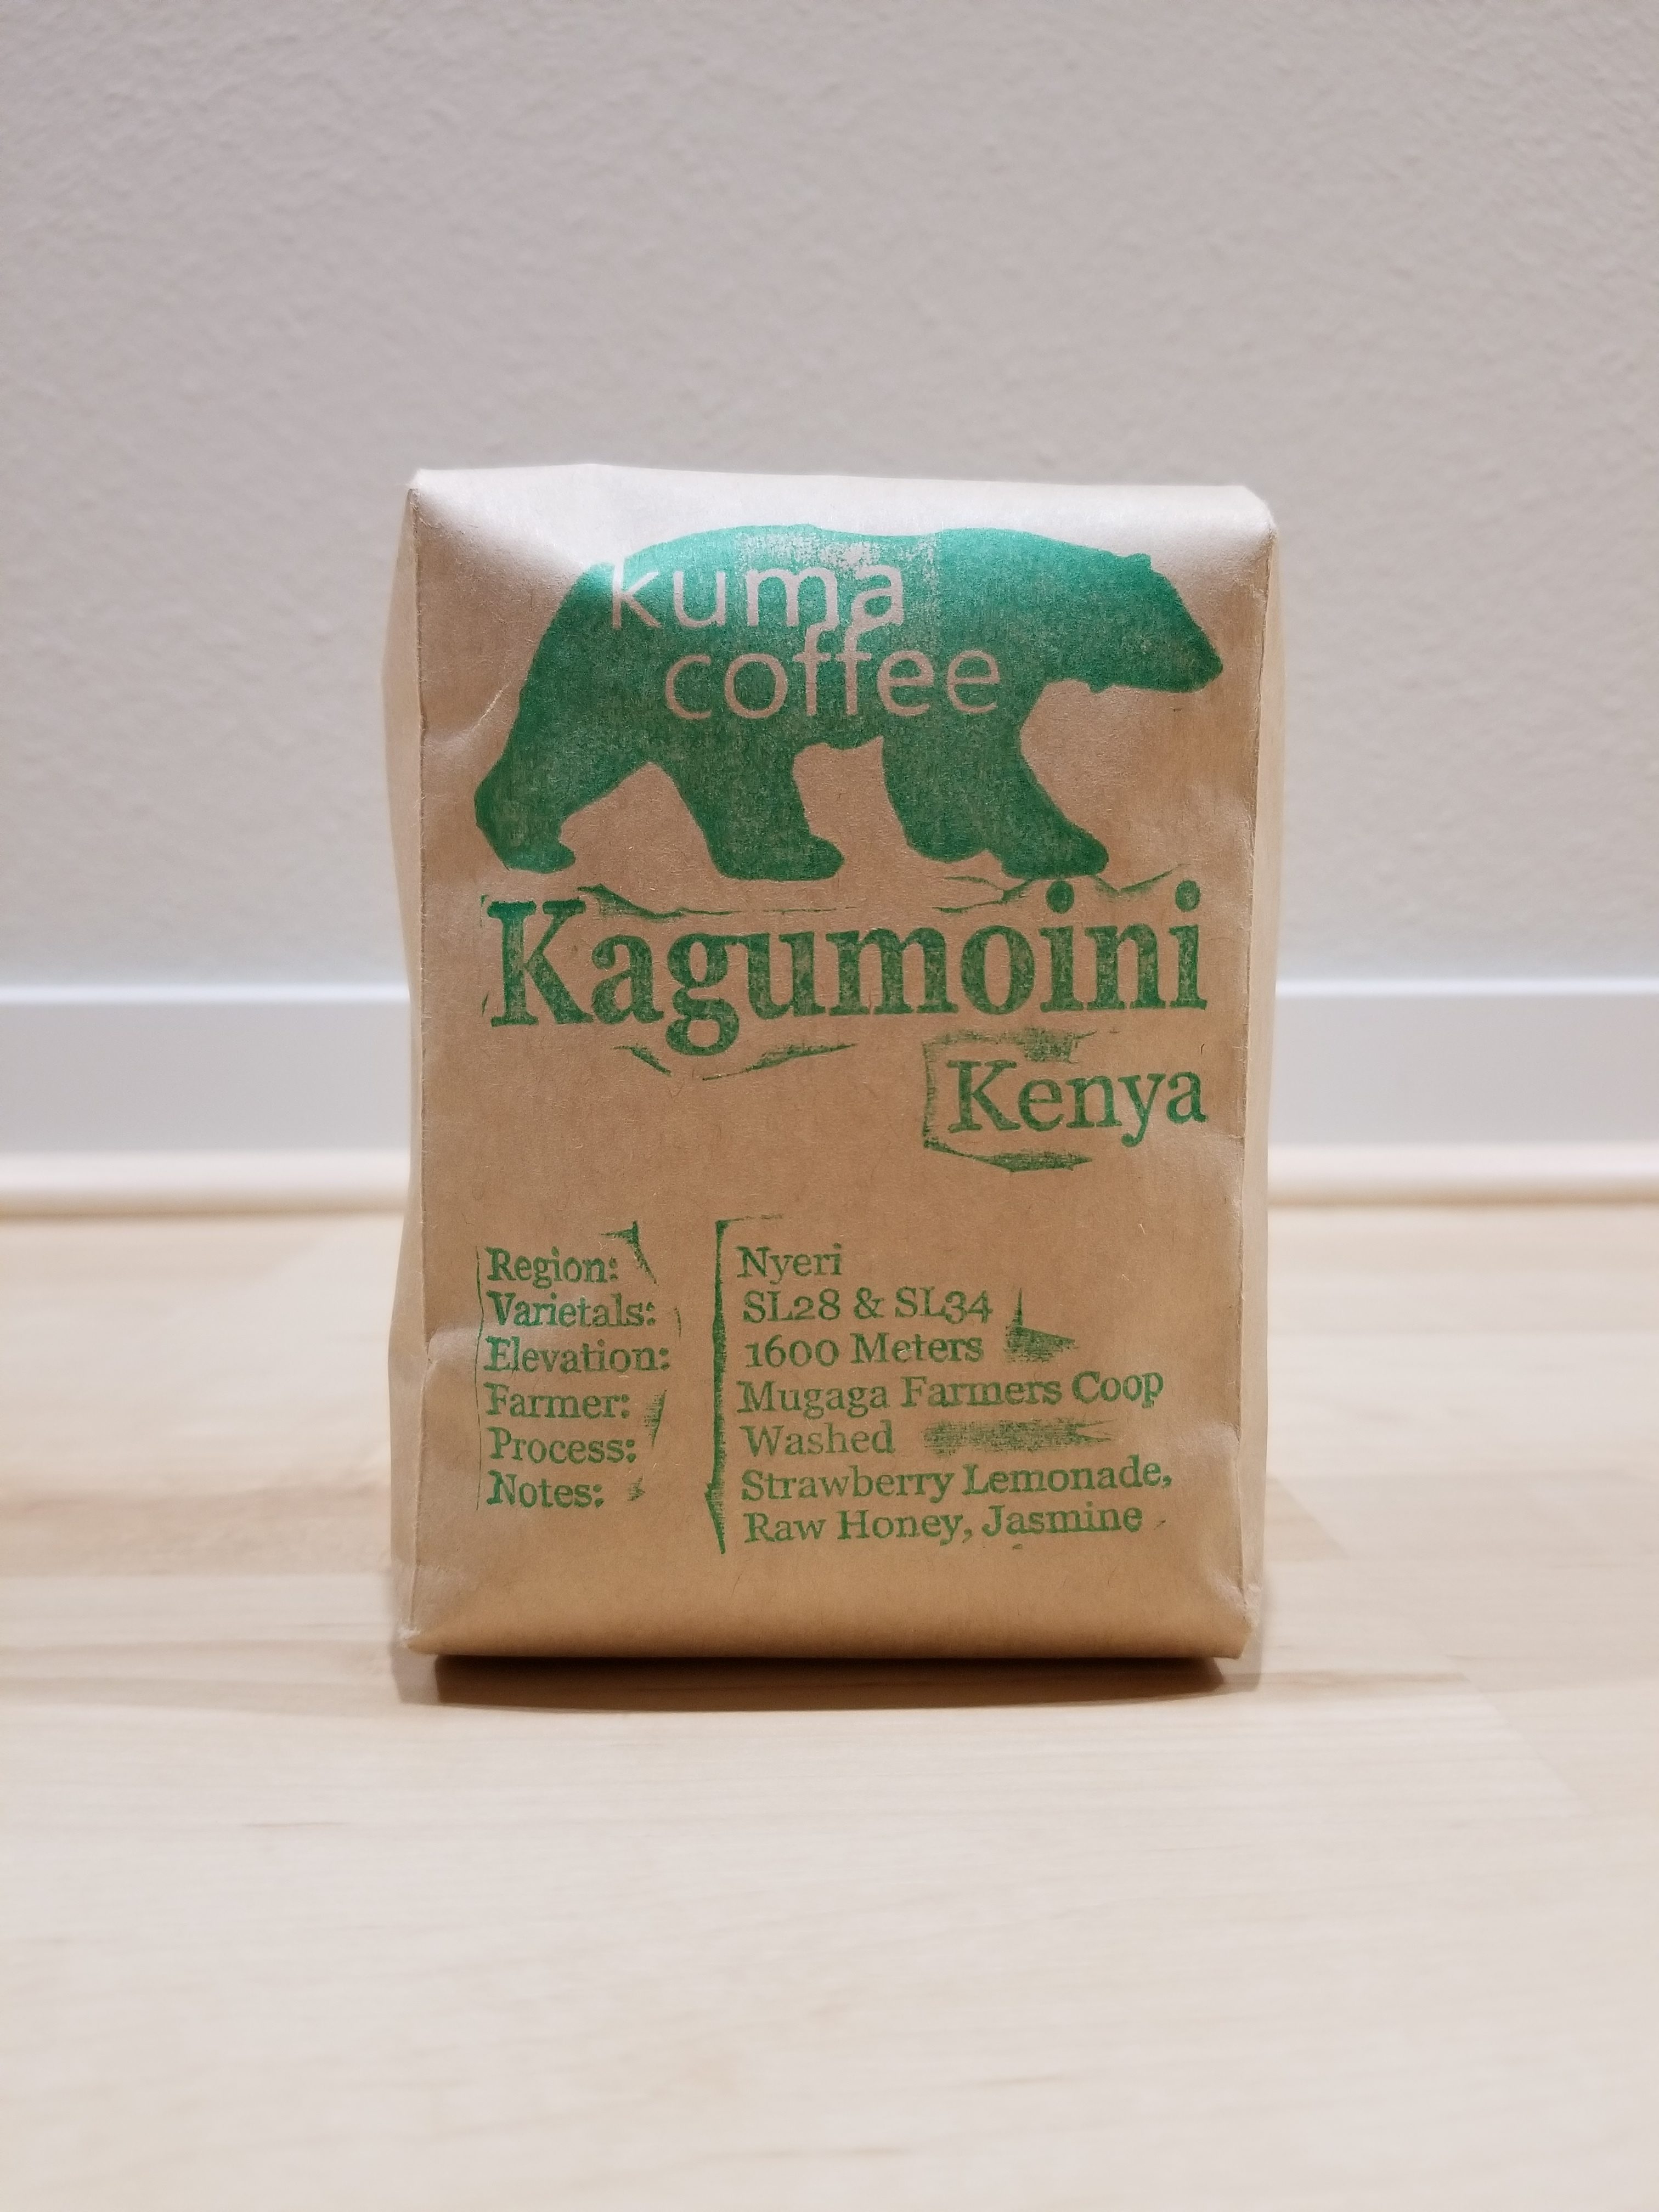 kuma
coffee
Kagumoini
Kenya
Region: Nyeri
Varietals: SL28 & SL34
Elevation: 1600 Meters
Farmer: Mugaga Farmers Coop
Process: Washed
Notes: Strawberry Lemonade,
Raw Honey, Jasmine